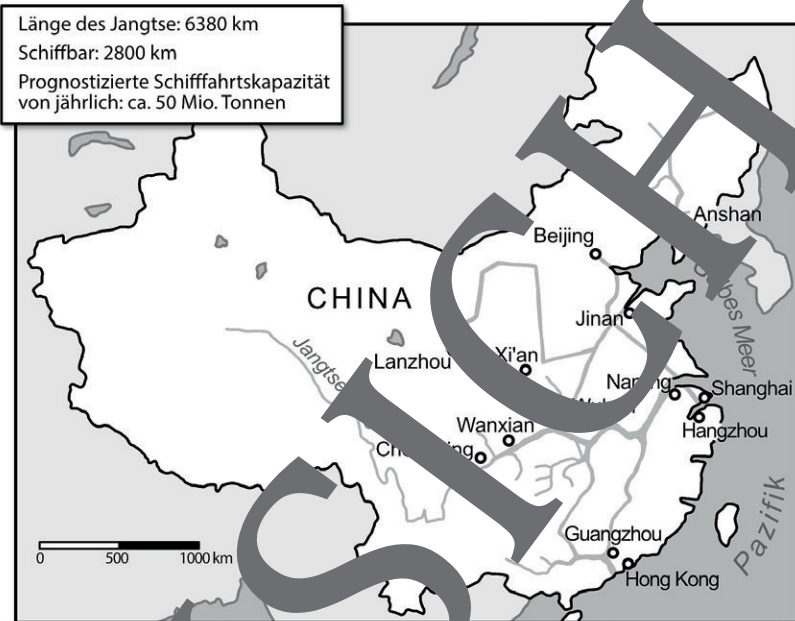 Länge des Jangtse: 6380 km
Schiffbar: 2800 km
Prognostizierte Schifffahrtskapazität
von jährlich: ca. 50 Mio. Tonnen
Anshan
Beijing
CHINA
Meer
Jinan
Jangtse
Lanzhou
Xi'an
Shanghai
Wanxian
Hangzhou
Pazifik
Guangzhou
Hong Kong
0 500 1000 km
SICH